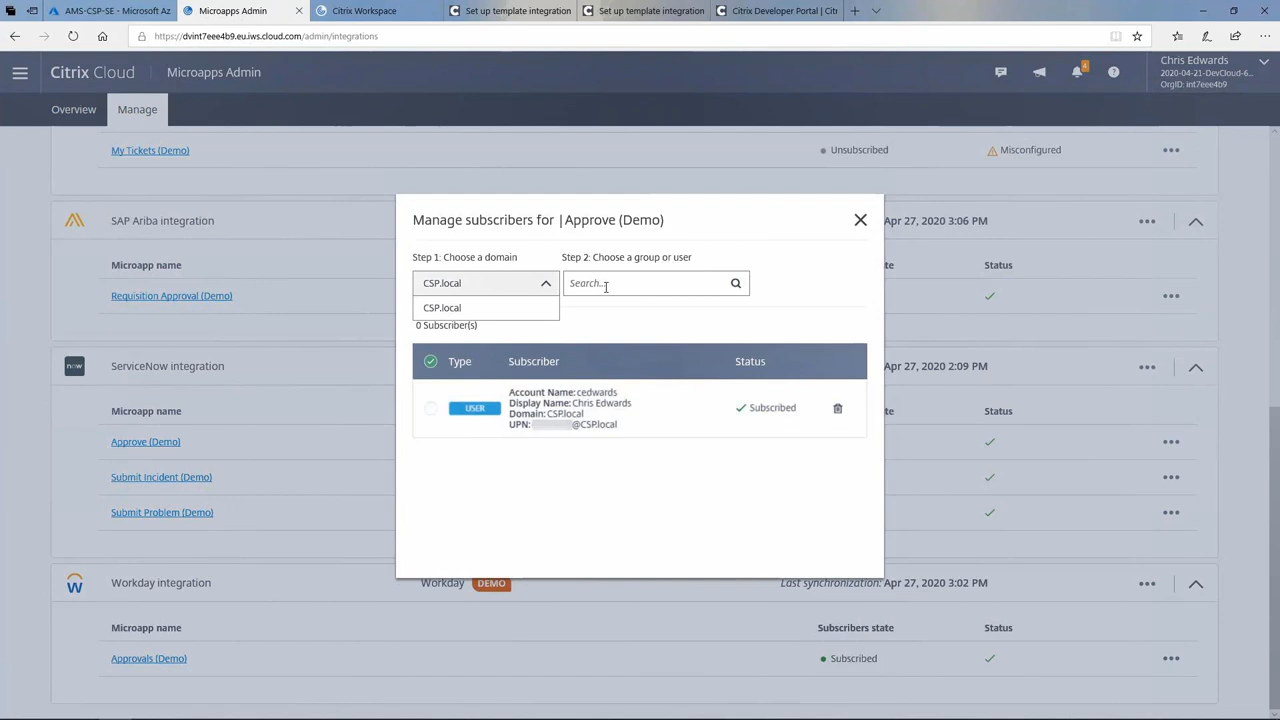 AMS-CSP-SE - Microsoft Az
Microapps Admin
Citrix Workspace
Set up template integration
Set up template integration
Citrix Developer Portal | Citr
https://dvint7eee4b9.eu.iws.cloud.com/admin/integrations
Citrix Cloud
Microapps Admin
4
Chris Edwards
2020-04-21-DevCloud-6...
OrgID: int7eee4b9
Overview
Manage
My Tickets (Demo)
Unsubscribed
Misconfigured
SAP Ariba integration
Apr 27, 2020 3:06 PM
Microapp name
Requisition Approval (Demo)
ServiceNow integration
now
Apr 27, 2020 2:09 PM
Microapp name
Status
Approve (Demo)
Submit Incident (Demo)
Submit Problem (Demo)
Manage subscribers for |Approve (Demo)
Step 1: Choose a domain
Step 2: Choose a group or user
CSP.local
Search...
CSP.local
0 Subscriber(s)
Type
Subscriber
Status
USER
Account Name: cedwards
Display Name: Chris Edwards
Domain: CSP.local
UPN: @CSP.local
Subscribed
Workday integration
Workday
DEMO
Last synchronization: Apr 27, 2020 3:02 PM
Microapp name
Subscribers state
Status
Approvals (Demo)
Subscribed